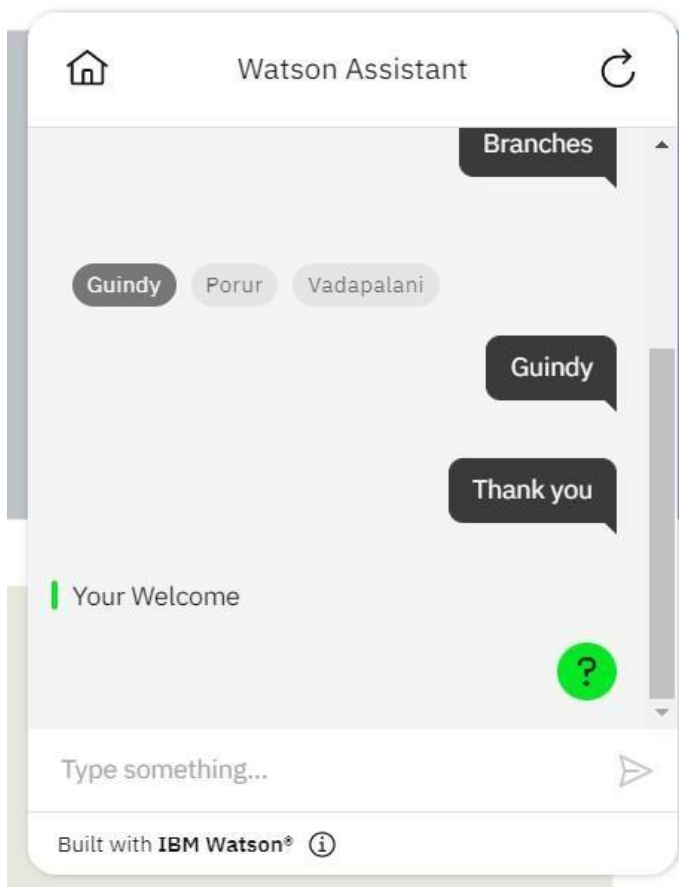 Watson Assistant
Branches
Guindy Porur Vadapalani
Guindy
Thank you
Your Welcome
?
Type something...
Built with IBM Watson®